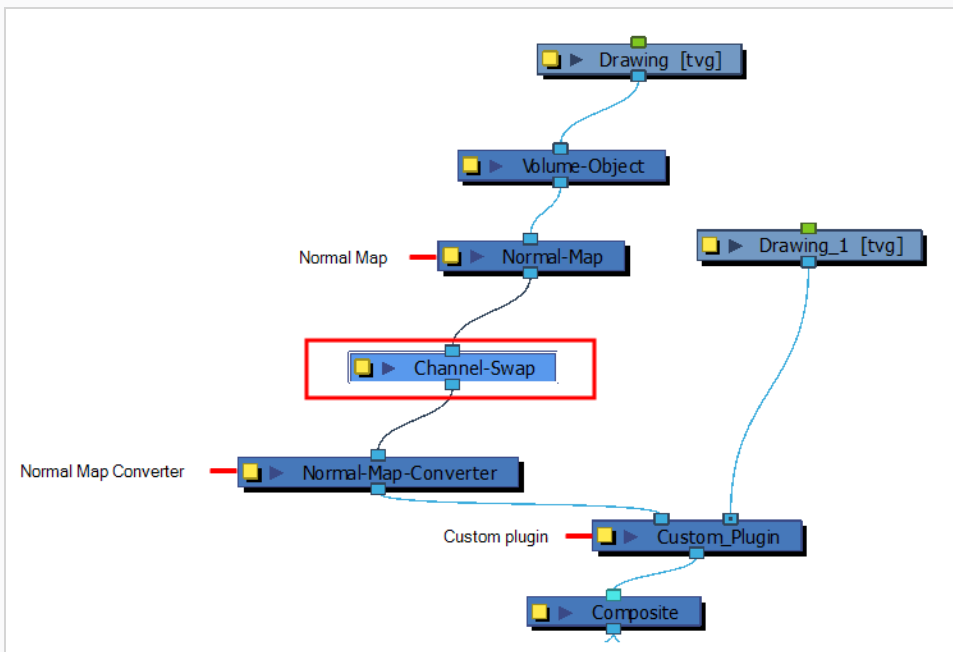 Drawing [tvg]
Volume-Object
Drawing_1 [tvg]
Normal Map
Normal-Map
Channel-Swap
Normal Map Converter
Normal-Map-Converter
Custom plugin
Custom_Plugin
Composite